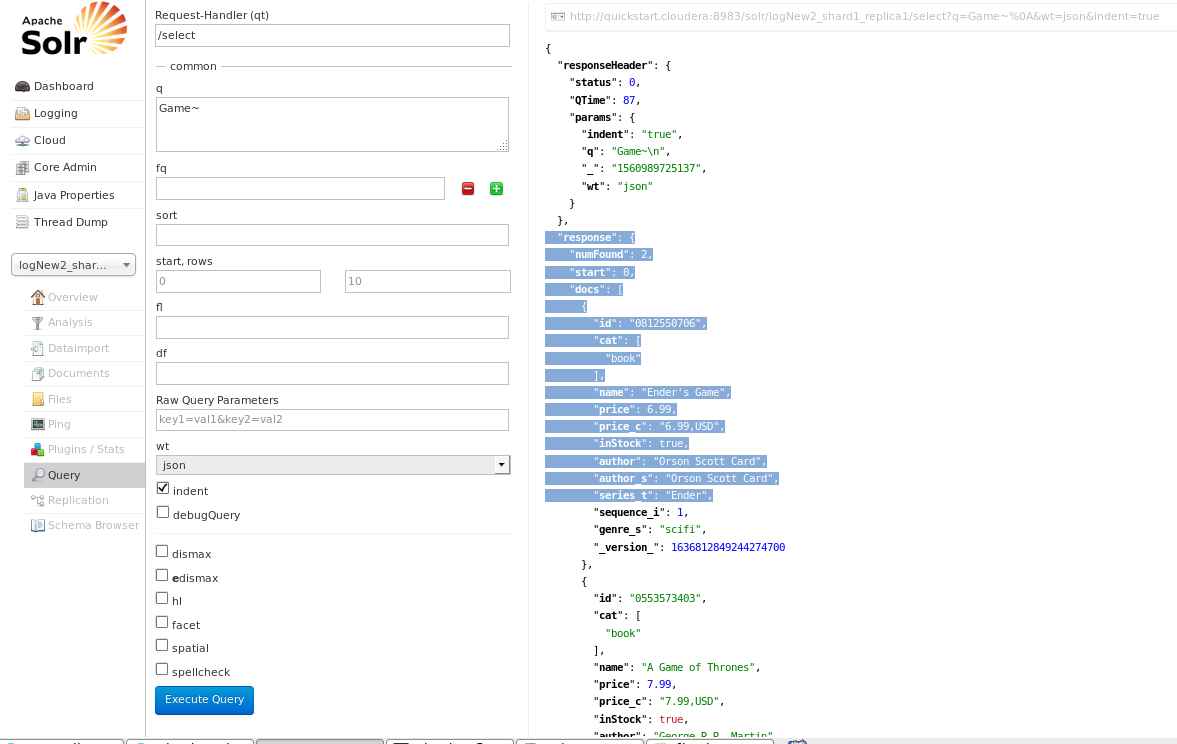 Apache
Solr
Dashboard
Logging
Cloud
Core Admin
Java Properties
Thread Dump
logNew2_shar...
Overview
Analysis
Dataimport
Documents
Files
Ping
Plugins / Stats
Query
Replication
Schema Browser
Request-Handler (qt)
/select
common
q
Game~
fq
sort
start, rows
0 10
fl
df
Raw Query Parameters
key1=val1&key2=val2
wt
json
indent
debugQuery
dismax
edismax
hl
facet
spatial
spellcheck
Execute Query
http://quickstart.cloudera:8983/solr/logNew2_shard1_replica1/select?q=Game~%0A&wt=json&indent=true
{
"responseHeader": {
"status": 0,
"QTime": 87,
"params": {
"indent": "true",
"q": "Game~\n",
"_": "1560989725137",
"wt": "json"
}
},
"response": {
"numFound": 2,
"start": 0,
"docs": [
{
"id": "0812550706",
"cat": [
"book"
],
"name": "Ender's Game",
"price": 6.99,
"price_c": "6.99,USD",
"inStock": true,
"author": "Orson Scott Card",
"author_s": "Orson Scott Card",
"series_t": "Ender",
"sequence_i": 1,
"genre_s": "scifi",
"_version_": 1636812849244274700
},
{
"id": "0553573403",
"cat": [
"book"
],
"name": "A Game of Thrones",
"price": 7.99,
"price_c": "7.99,USD",
"inStock": true,
"author": "George R.R. Martin"